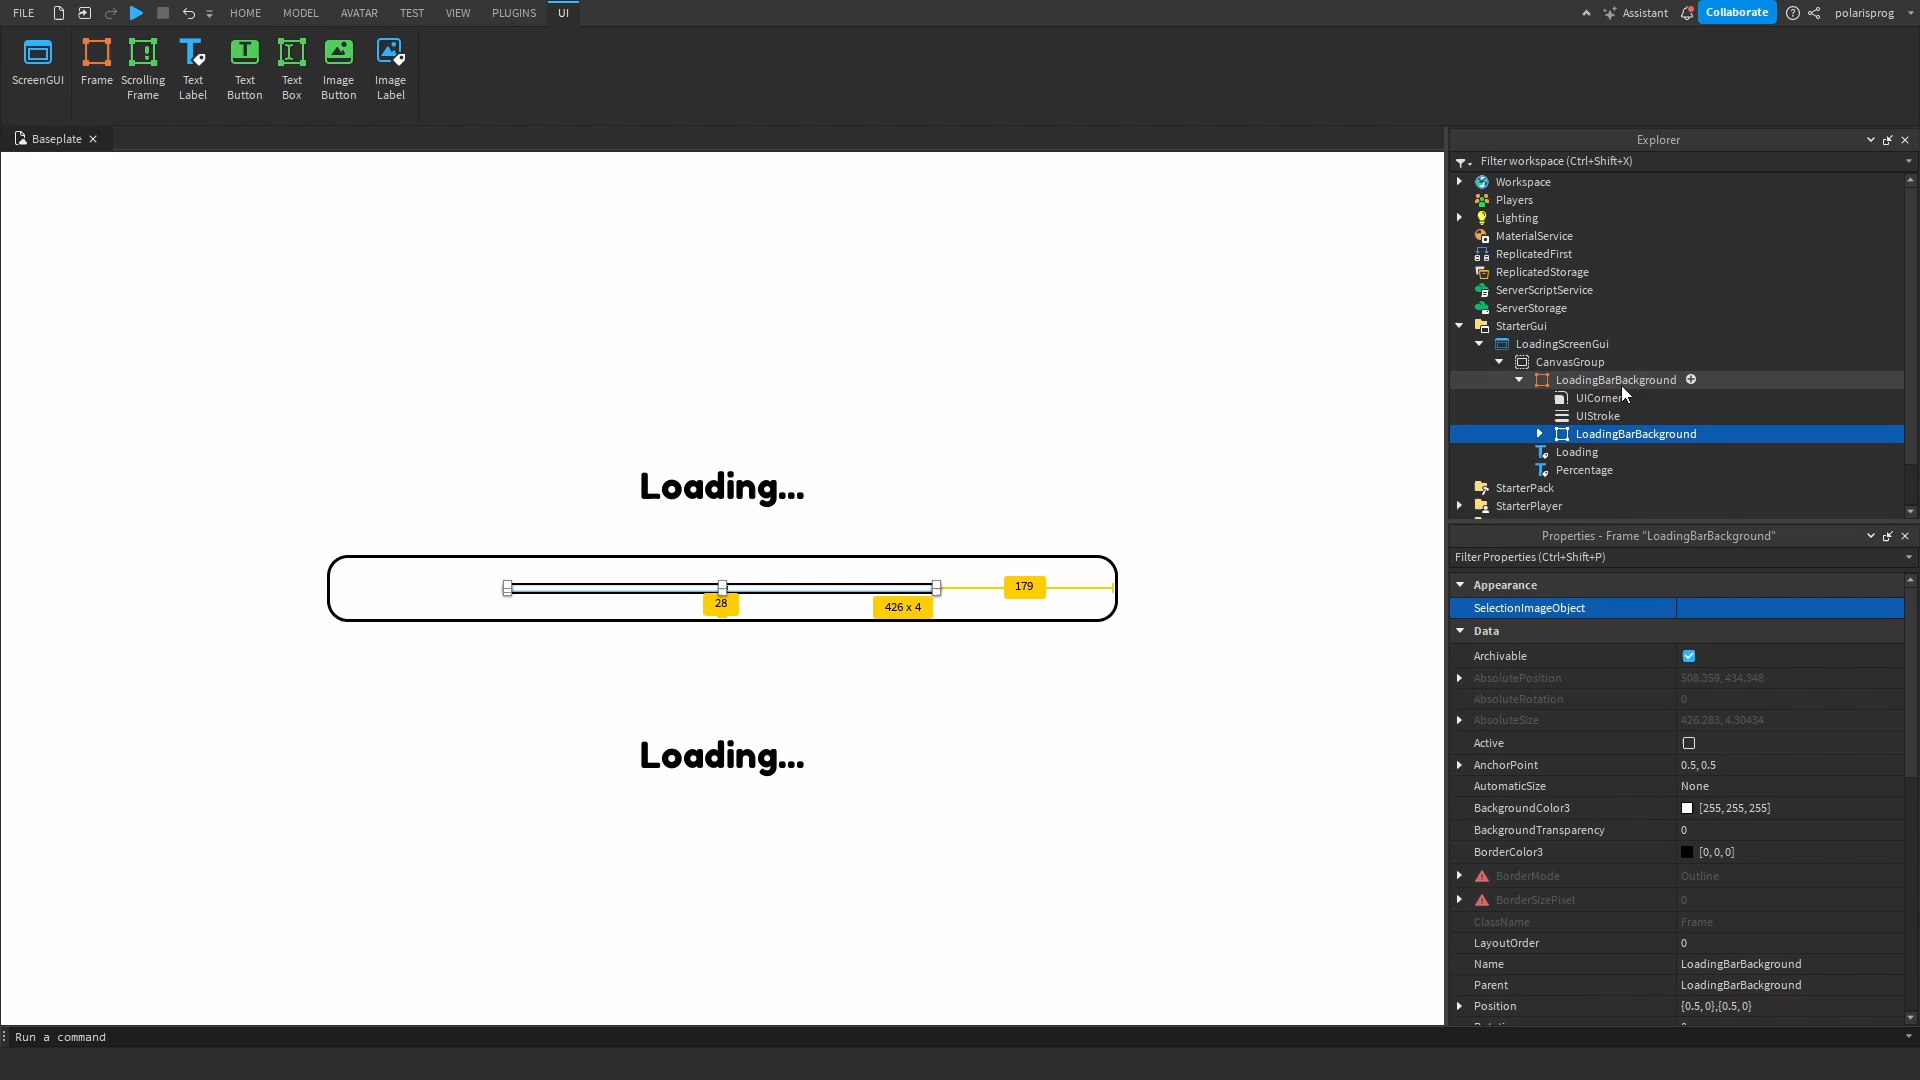 FILE HOME MODEL AVATAR TEST VIEW PLUGINS UI Assistant Collaborate polarisprog
ScreenGUI Frame Scrolling Frame Text Label Text Button Text Box Image Button Image Label
Baseplate
Loading...
28
426 x 4
179
Loading...
Explorer
Filter workspace (Ctrl+Shift+X)
Workspace
Players
Lighting
MaterialService
ReplicatedFirst
ReplicatedStorage
ServerScriptService
ServerStorage
StarterGui
LoadingScreenGui
CanvasGroup
LoadingBarBackground
UICorner
UIStroke
LoadingBarBackground
Loading
Percentage
StarterPack
StarterPlayer
Properties - Frame "LoadingBarBackground"
Filter Properties (Ctrl+Shift+P)
Appearance
SelectionImageObject
Data
Archivable
AbsolutePosition 508.359, 434.348
AbsoluteRotation 0
AbsoluteSize 426.283, 4.30434
Active
AnchorPoint 0.5, 0.5
AutomaticSize None
BackgroundColor3 [255, 255, 255]
BackgroundTransparency 0
BorderColor3 [0, 0, 0]
BorderMode Outline
BorderSizePixel 0
ClassName Frame
LayoutOrder 0
Name LoadingBarBackground
Parent LoadingBarBackground
Position {0.5, 0},{0.5, 0}
Run a command